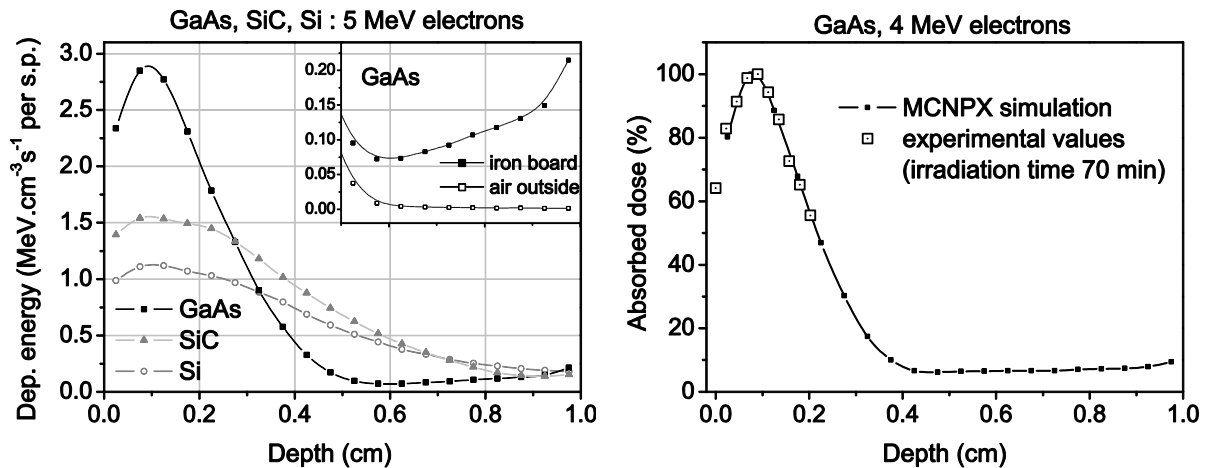 GaAs, SiC, Si : 5 MeV electrons
Dep. energy (MeV.cm⁻³s⁻¹ per s.p.)
3.0
2.5
2.0
1.5
1.0
0.5
0.0
0.0 0.2 0.4 0.6 0.8 1.0
Depth (cm)
GaAs
SiC
Si
GaAs
0.20
0.15
0.10
0.05
0.00
iron board
air outside
GaAs, 4 MeV electrons
Absorbed dose (%)
100
80
60
40
20
0
0.0 0.2 0.4 0.6 0.8 1.0
Depth (cm)
MCNPX simulation
experimental values
(irradiation time 70 min)